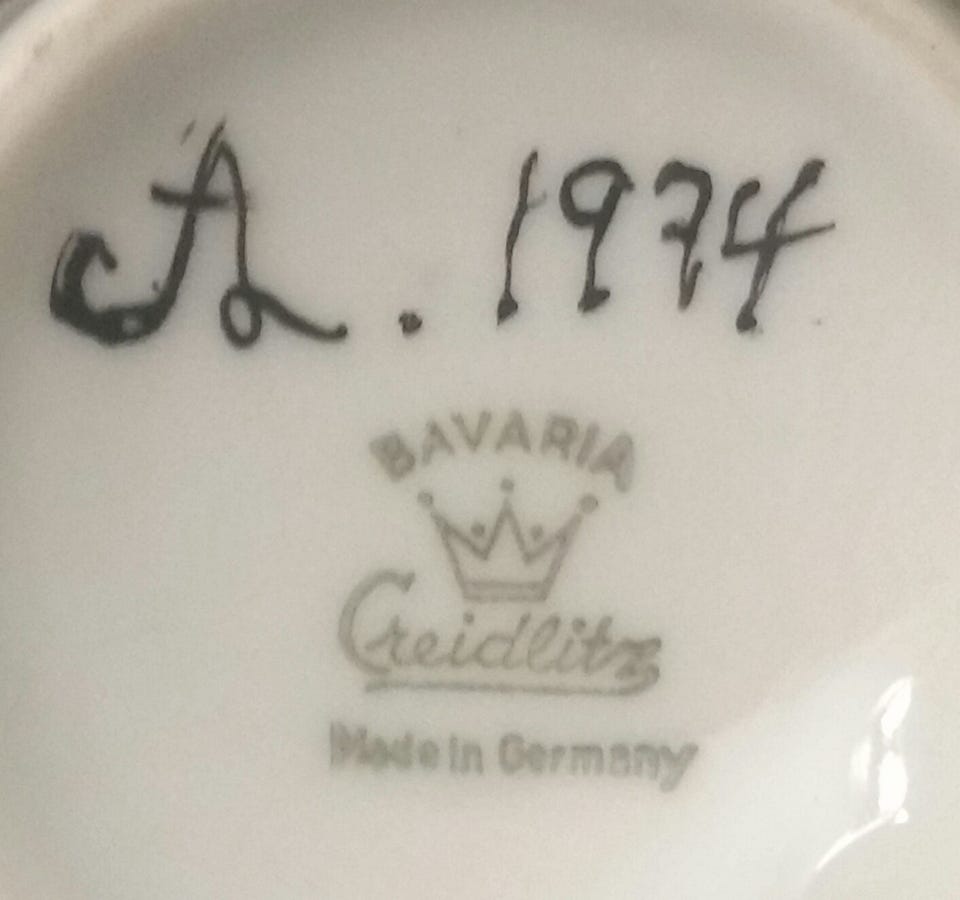 A. 1974
BAVARIA
Creidlitz
Made in Germany